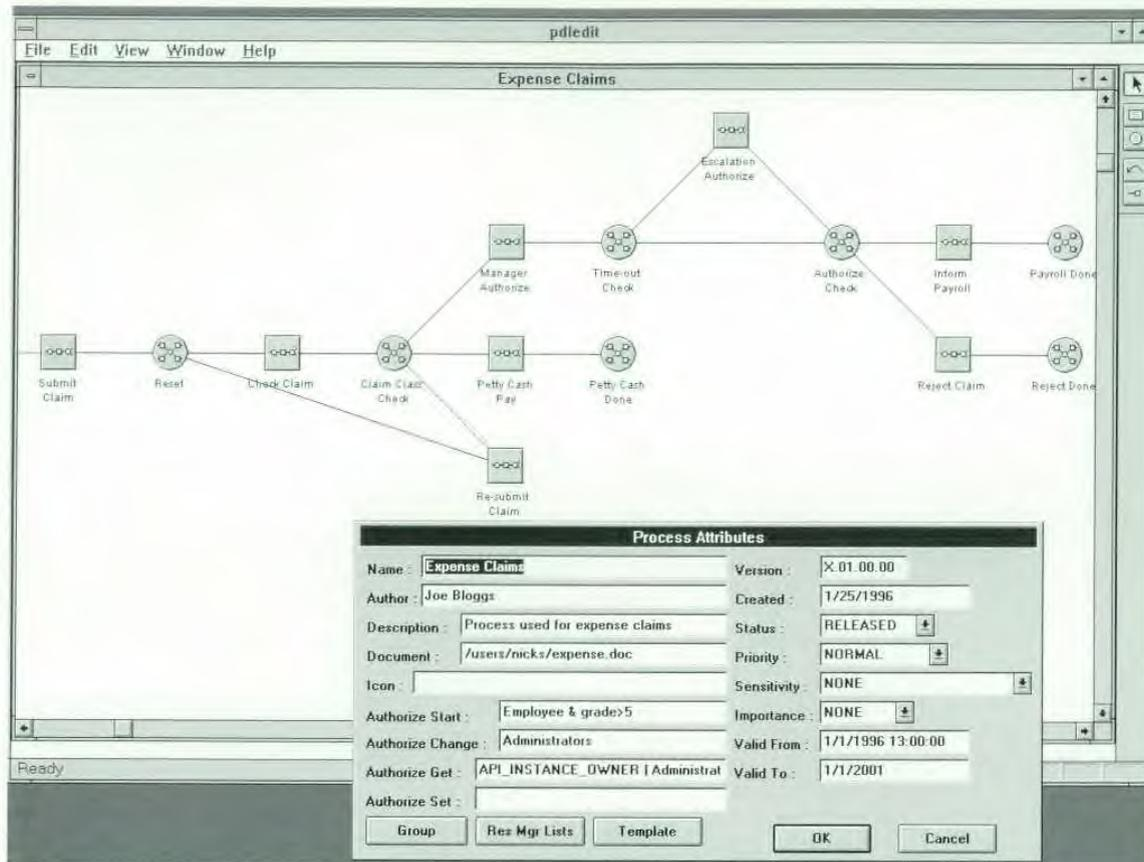 pdledit
File Edit View Window Help
Expense Claims
Escalation
Authorize
Manager
Authorize
Time-out
Check
Authorize
Check
Inform
Payroll
Payroll Done
Submit
Claim
Reset
Check Claim
Claim Class
Check
Petty Cash
Pay
Petty Cash
Done
Reject Claim
Reject Done
Re-submit
Claim
Process Attributes
Name : Expense Claims
Version : X.01.00.00
Author : Joe Bloggs
Created : 1/25/1996
Description : Process used for expense claims
Status : RELEASED
Document : /users/nicks/expense.doc
Priority : NORMAL
Icon :
Sensitivity : NONE
Authorize Start : Employee & grade>5
Importance : NONE
Authorize Change : Administrators
Valid From : 1/1/1996 13:00:00
Authorize Get : API_INSTANCE_OWNER | Administrat
Valid To : 1/1/2001
Authorize Set :
Group Res Mgr Lists Template OK Cancel
Ready